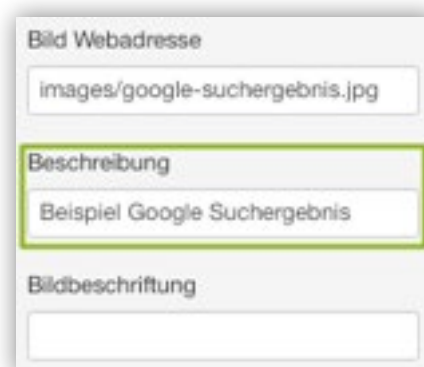 Bild Webadresse
images/google-suchergebnis.jpg
Beschreibung
Beispiel Google Suchergebnis
Bildbeschriftung